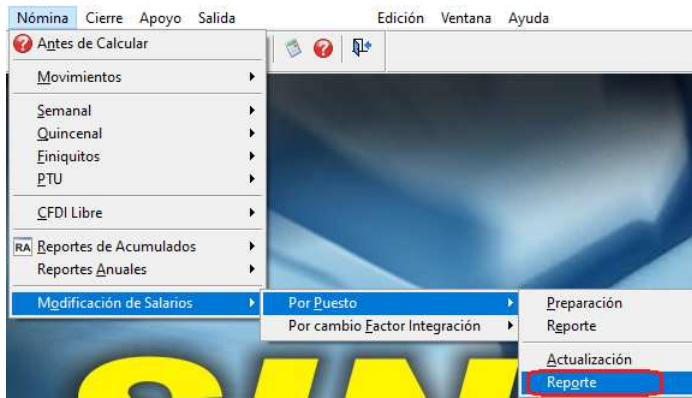 Nómina Cierre Apoyo Salida Edición Ventana Ayuda
Antes de Calcular
Movimientos
Semanal
Quincenal
Finiquitos
PTU
CFDI Libre
RA Reportes de Acumulados
Reportes Anuales
Modificación de Salarios
Por Puesto
Por cambio Factor Integración
Preparación
Reporte
Actualización
Reporte